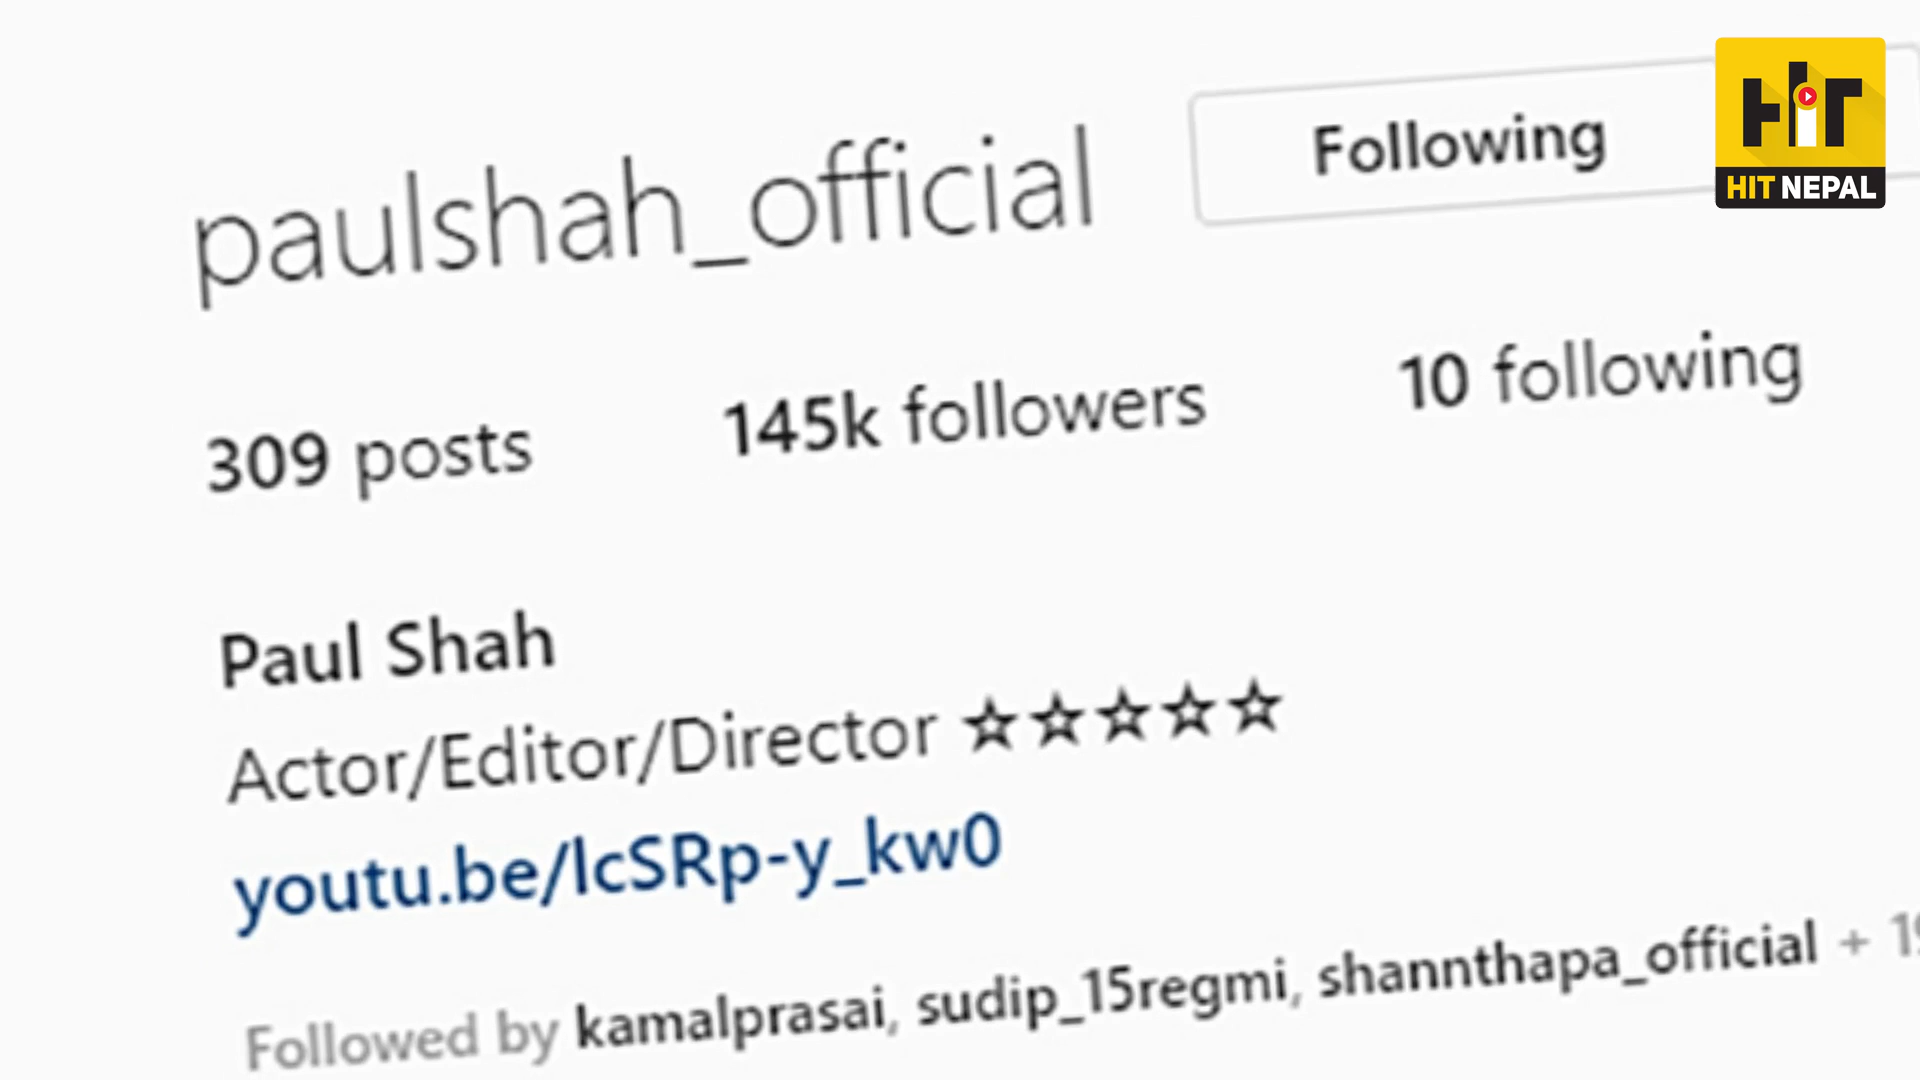 paulshah_official Following
HiT
HIT NEPAL
309 posts 145k followers 10 following
Paul Shah
Actor/Editor/Director ☆☆☆☆☆
youtu.be/lcSRp-y_kw0
Followed by kamalprasai, sudip_15regmi, shannthapa_official +